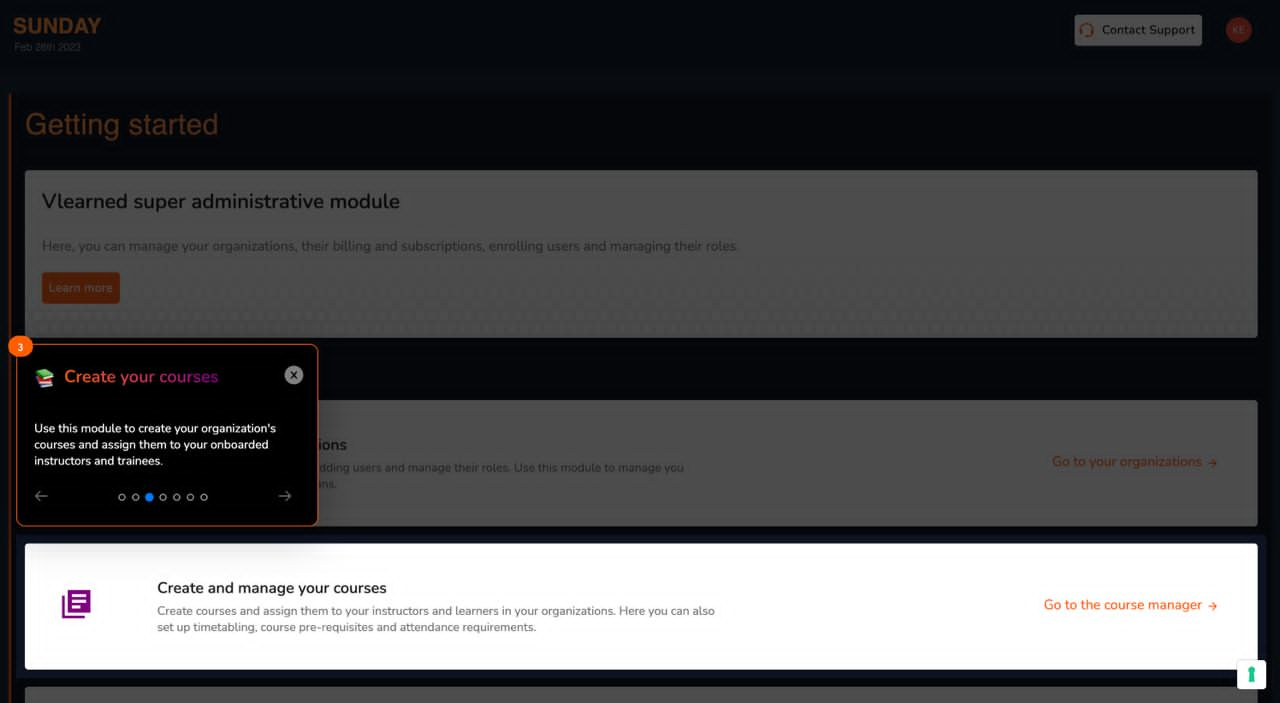 SUNDAY
Feb 26th 2023
Contact Support
KE
Getting started
Vlearned super administrative module
Here, you can manage your organizations, their billing and subscriptions, enrolling users and managing their roles.
Learn more
3
Create your courses
Use this module to create your organization's
courses and assign them to your onboarded
instructors and trainees.
ions
dding users and manage their roles. Use this module to manage you
ns.
Go to your organizations →
Create and manage your courses
Create courses and assign them to your instructors and learners in your organizations. Here you can also
set up timetabling, course pre-requisites and attendance requirements.
Go to the course manager →